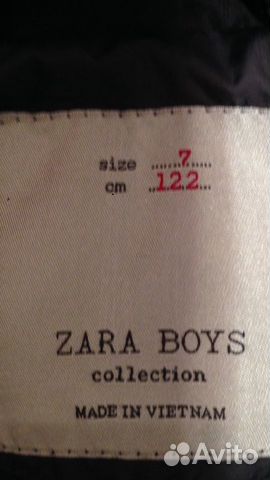 size ....7.....
cm ..122...
ZARA BOYS
collection
MADE IN VIETNAM
Avito